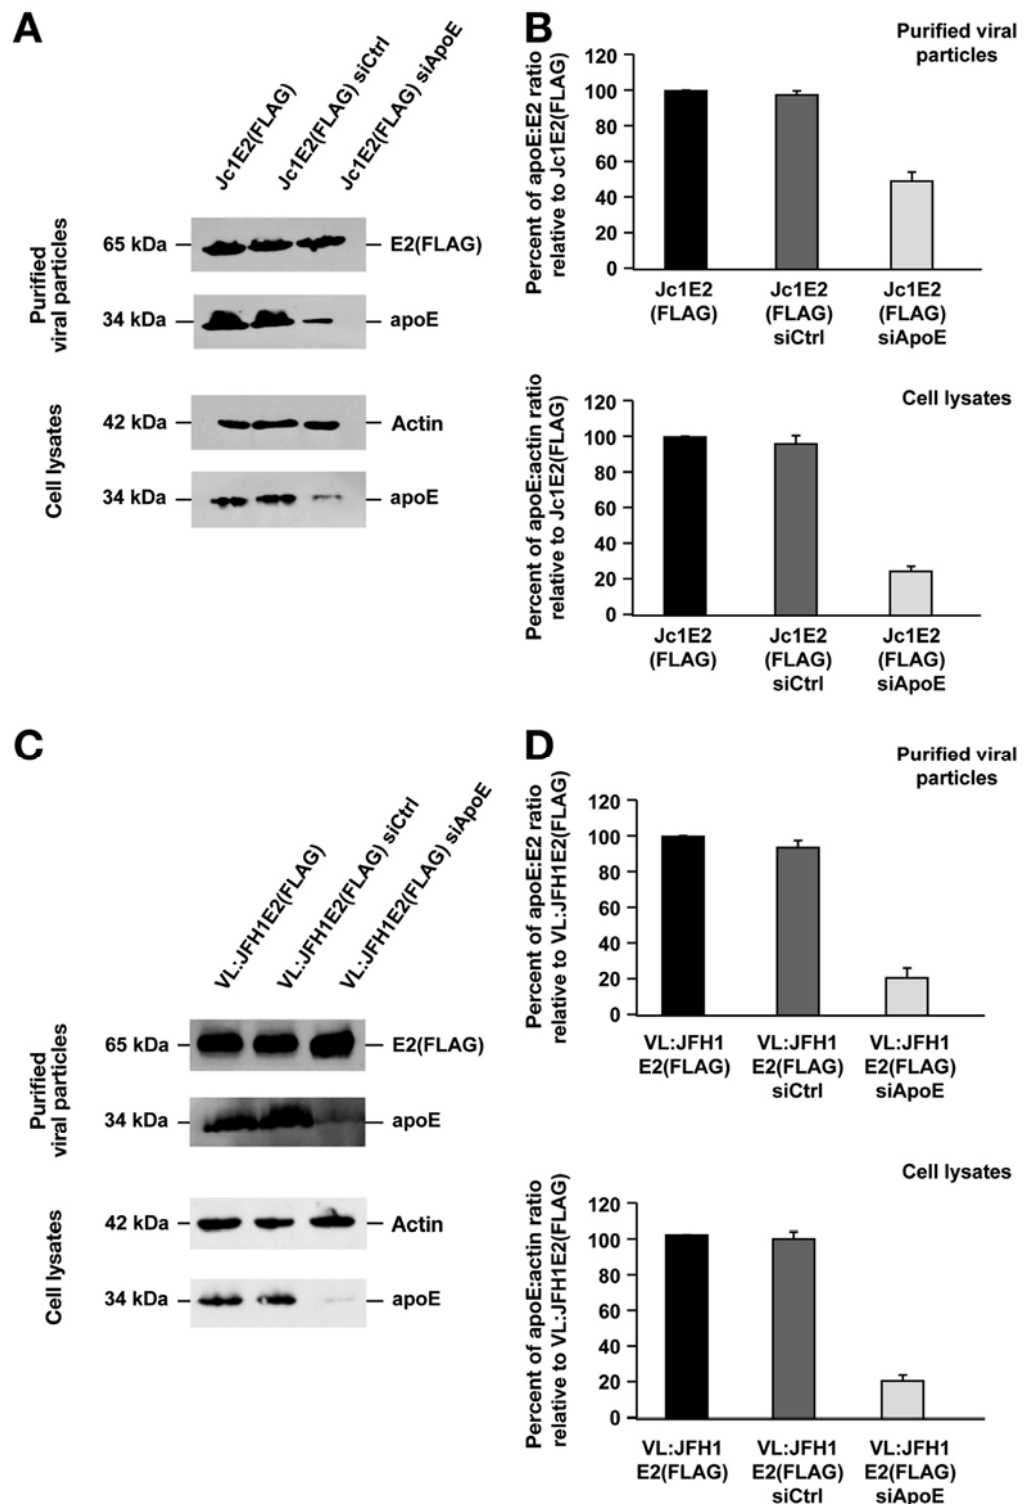 A
Jc1E2(FLAG)
Jc1E2(FLAG) siCtrl
Jc1E2(FLAG) siApoE
Purified
viral particles
65 kDa
E2(FLAG)
34 kDa
apoE
Cell lysates
42 kDa
Actin
34 kDa
apoE
B
Purified viral
particles
Percent of apoE:E2 ratio
relative to Jc1E2(FLAG)
120
100
80
60
40
20
0
Jc1E2
(FLAG)
Jc1E2
(FLAG)
siCtrl
Jc1E2
(FLAG)
siApoE
Cell lysates
Percent of apoE:actin ratio
relative to Jc1E2(FLAG)
120
100
80
60
40
20
0
Jc1E2
(FLAG)
Jc1E2
(FLAG)
siCtrl
Jc1E2
(FLAG)
siApoE
C
VL:JFH1E2(FLAG)
VL:JFH1E2(FLAG) siCtrl
VL:JFH1E2(FLAG) siApoE
Purified
viral particles
65 kDa
E2(FLAG)
34 kDa
apoE
Cell lysates
42 kDa
Actin
34 kDa
apoE
D
Purified viral
particles
Percent of apoE:E2 ratio
relative to VL:JFH1E2(FLAG)
120
100
80
60
40
20
0
VL:JFH1
E2(FLAG)
VL:JFH1
E2(FLAG)
siCtrl
VL:JFH1
E2(FLAG)
siApoE
Cell lysates
Percent of apoE:actin ratio
relative to VL:JFH1E2(FLAG)
120
100
80
60
40
20
0
VL:JFH1
E2(FLAG)
VL:JFH1
E2(FLAG)
siCtrl
VL:JFH1
E2(FLAG)
siApoE